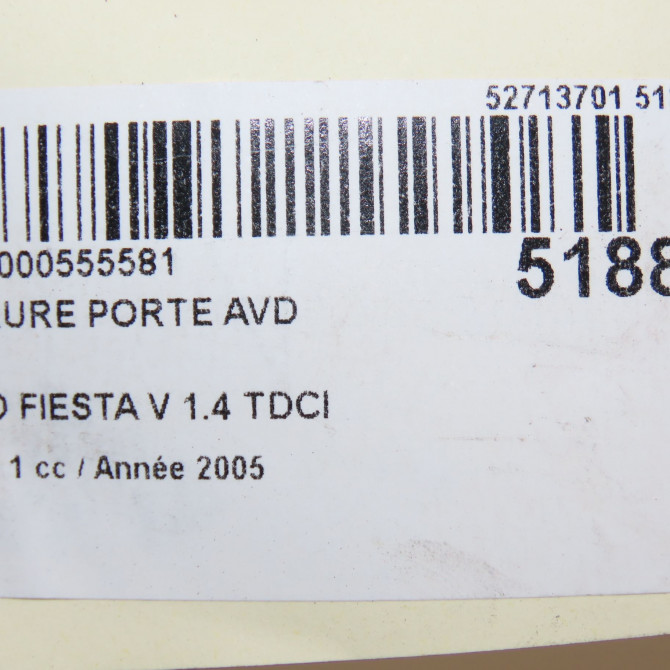 52713701 51
000555581
5188
URE PORTE AVD
FIESTA V 1.4 TDCI
1 cc / Année 2005